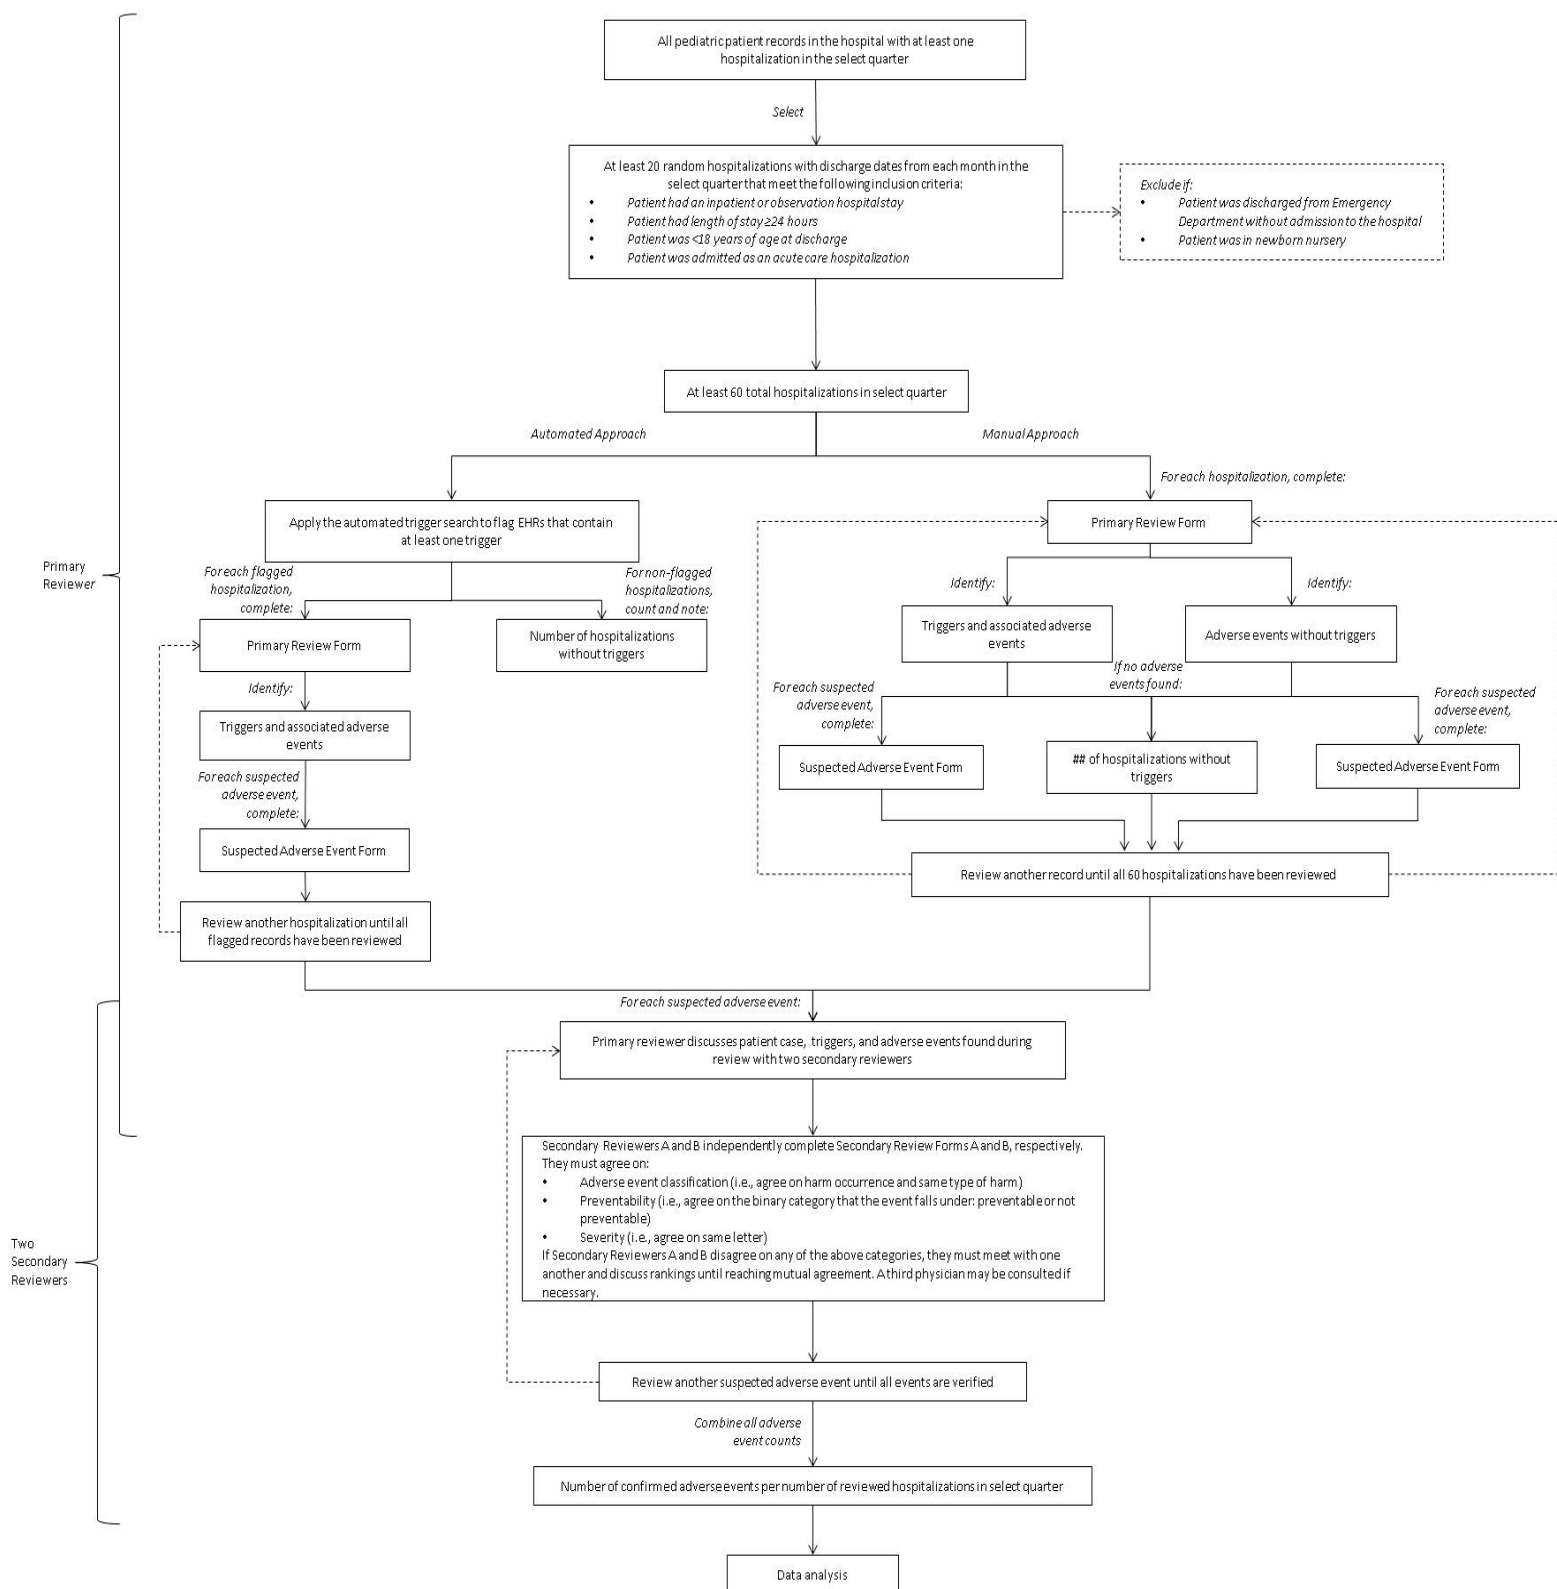 All pediatric patient records in the hospital with at least one
hospitalization in the select quarter
Select
At least 20 random hospitalizations with discharge dates from each month in the
select quarter that meet the following inclusion criteria:
• Patient had an inpatient or observation hospital stay
• Patient had length of stay ≥24 hours
• Patient was <18 years of age at discharge
• Patient was admitted as an acute care hospitalization
Exclude if:
• Patient was discharged from Emergency
Department without admission to the hospital
• Patient was in newborn nursery
At least 60 total hospitalizations in select quarter
Automated Approach
Manual Approach
For each hospitalization, complete:
Apply the automated trigger search to flag EHRs that contain
at least one trigger
Primary Review Form
Primary
Reviewer
For each flagged
hospitalization,
complete:
For non-flagged
hospitalizations,
count and note:
Identify:
Identify:
Primary Review Form
Number of hospitalizations
without triggers
Triggers and associated adverse
events
Adverse events without triggers
Identify:
If no adverse
events found:
For each suspected
adverse event,
complete:
For each suspected
adverse event,
complete:
Triggers and associated adverse
events
Suspected Adverse Event Form
## of hospitalizations without
triggers
Suspected Adverse Event Form
For each suspected
adverse event,
complete:
Suspected Adverse Event Form
Review another record until all 60 hospitalizations have been reviewed
Review another hospitalization until all
flagged records have been reviewed
For each suspected adverse event:
Primary reviewer discusses patient case, triggers, and adverse events found during
review with two secondary reviewers
Two
Secondary
Reviewers
Secondary Reviewers A and B independently complete Secondary Review Forms A and B, respectively.
They must agree on:
• Adverse event classification (i.e., agree on harm occurrence and same type of harm)
• Preventability (i.e., agree on the binary category that the event falls under: preventable or not
preventable)
• Severity (i.e., agree on same letter)
If Secondary Reviewers A and B disagree on any of the above categories, they must meet with one
another and discuss rankings until reaching mutual agreement. A third physician may be consulted if
necessary.
Review another suspected adverse event until all events are verified
Combine all adverse
event counts
Number of confirmed adverse events per number of reviewed hospitalizations in select quarter
Data analysis